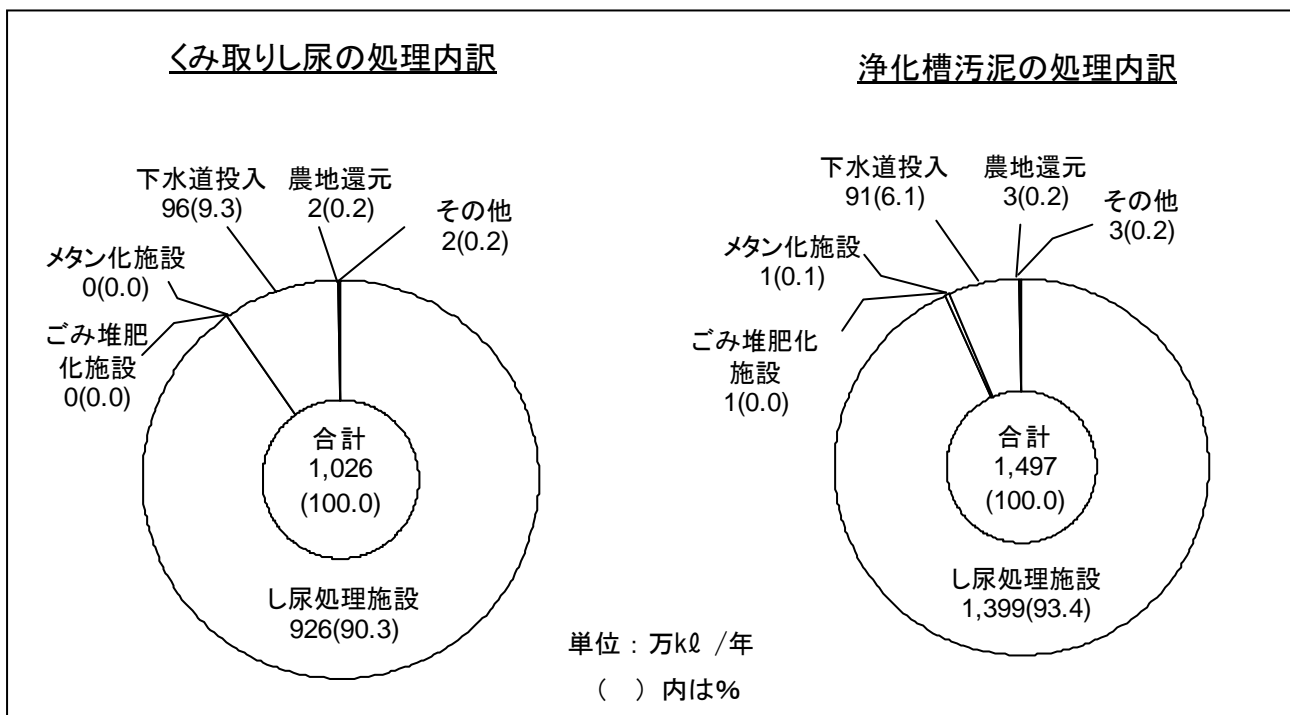 くみ取りし尿の処理内訳
下水道投入
96(9.3)
農地還元
2(0.2)
その他
2(0.2)
メタン化施設
0(0.0)
ごみ堆肥
化施設
0(0.0)
合計
1,026
(100.0)
し尿処理施設
926(90.3)
浄化槽汚泥の処理内訳
下水道投入
91(6.1)
農地還元
3(0.2)
その他
3(0.2)
メタン化施設
1(0.1)
ごみ堆肥化
施設
1(0.0)
合計
1,497
(100.0)
し尿処理施設
1,399(93.4)
単位：万kℓ /年
（　）内は%